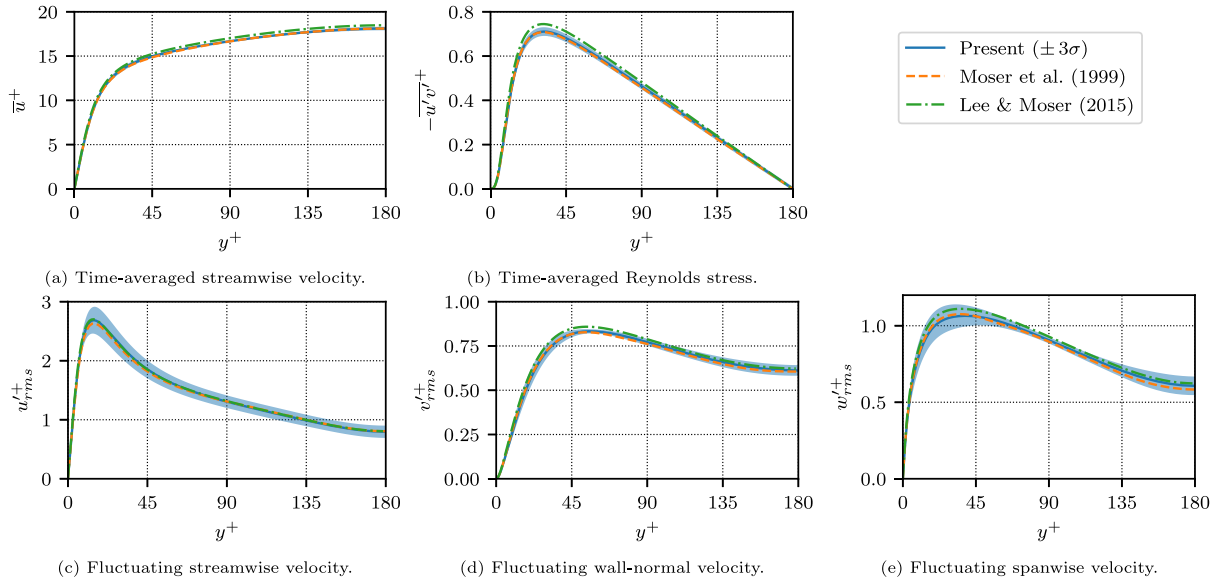 20
15
10
5
0
u̅⁺
0 45 90 135 180
y⁺
(a) Time-averaged streamwise velocity.
0.8
0.6
0.4
0.2
0.0
−u′v′⁺
0 45 90 135 180
y⁺
(b) Time-averaged Reynolds stress.
Present (± 3σ)
Moser et al. (1999)
Lee & Moser (2015)
3
2
1
0
u′⁺rms
0 45 90 135 180
y⁺
(c) Fluctuating streamwise velocity.
1.00
0.75
0.50
0.25
0.00
v′⁺rms
0 45 90 135 180
y⁺
(d) Fluctuating wall-normal velocity.
1.0
0.5
0.0
w′⁺rms
0 45 90 135 180
y⁺
(e) Fluctuating spanwise velocity.